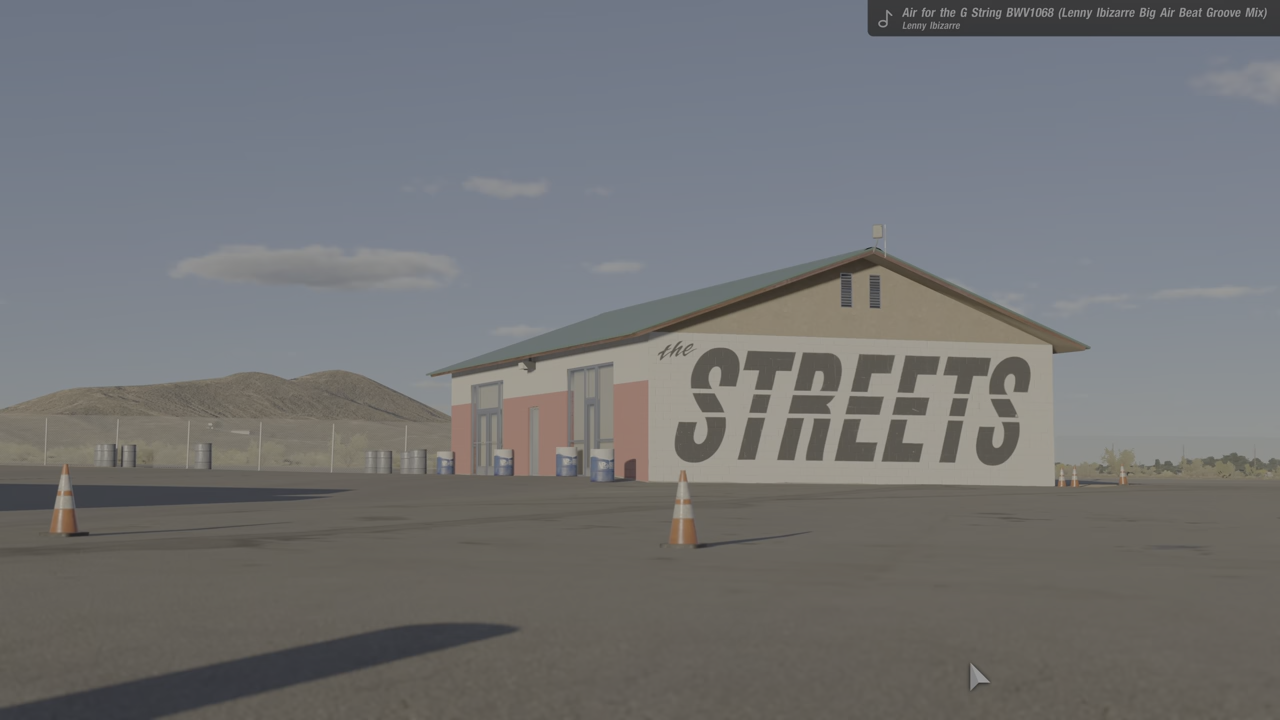 Air for the G String BWV1068 (Lenny Ibizarre Big Air Beat Groove Mix)
Lenny Ibizarre
the
STREETS